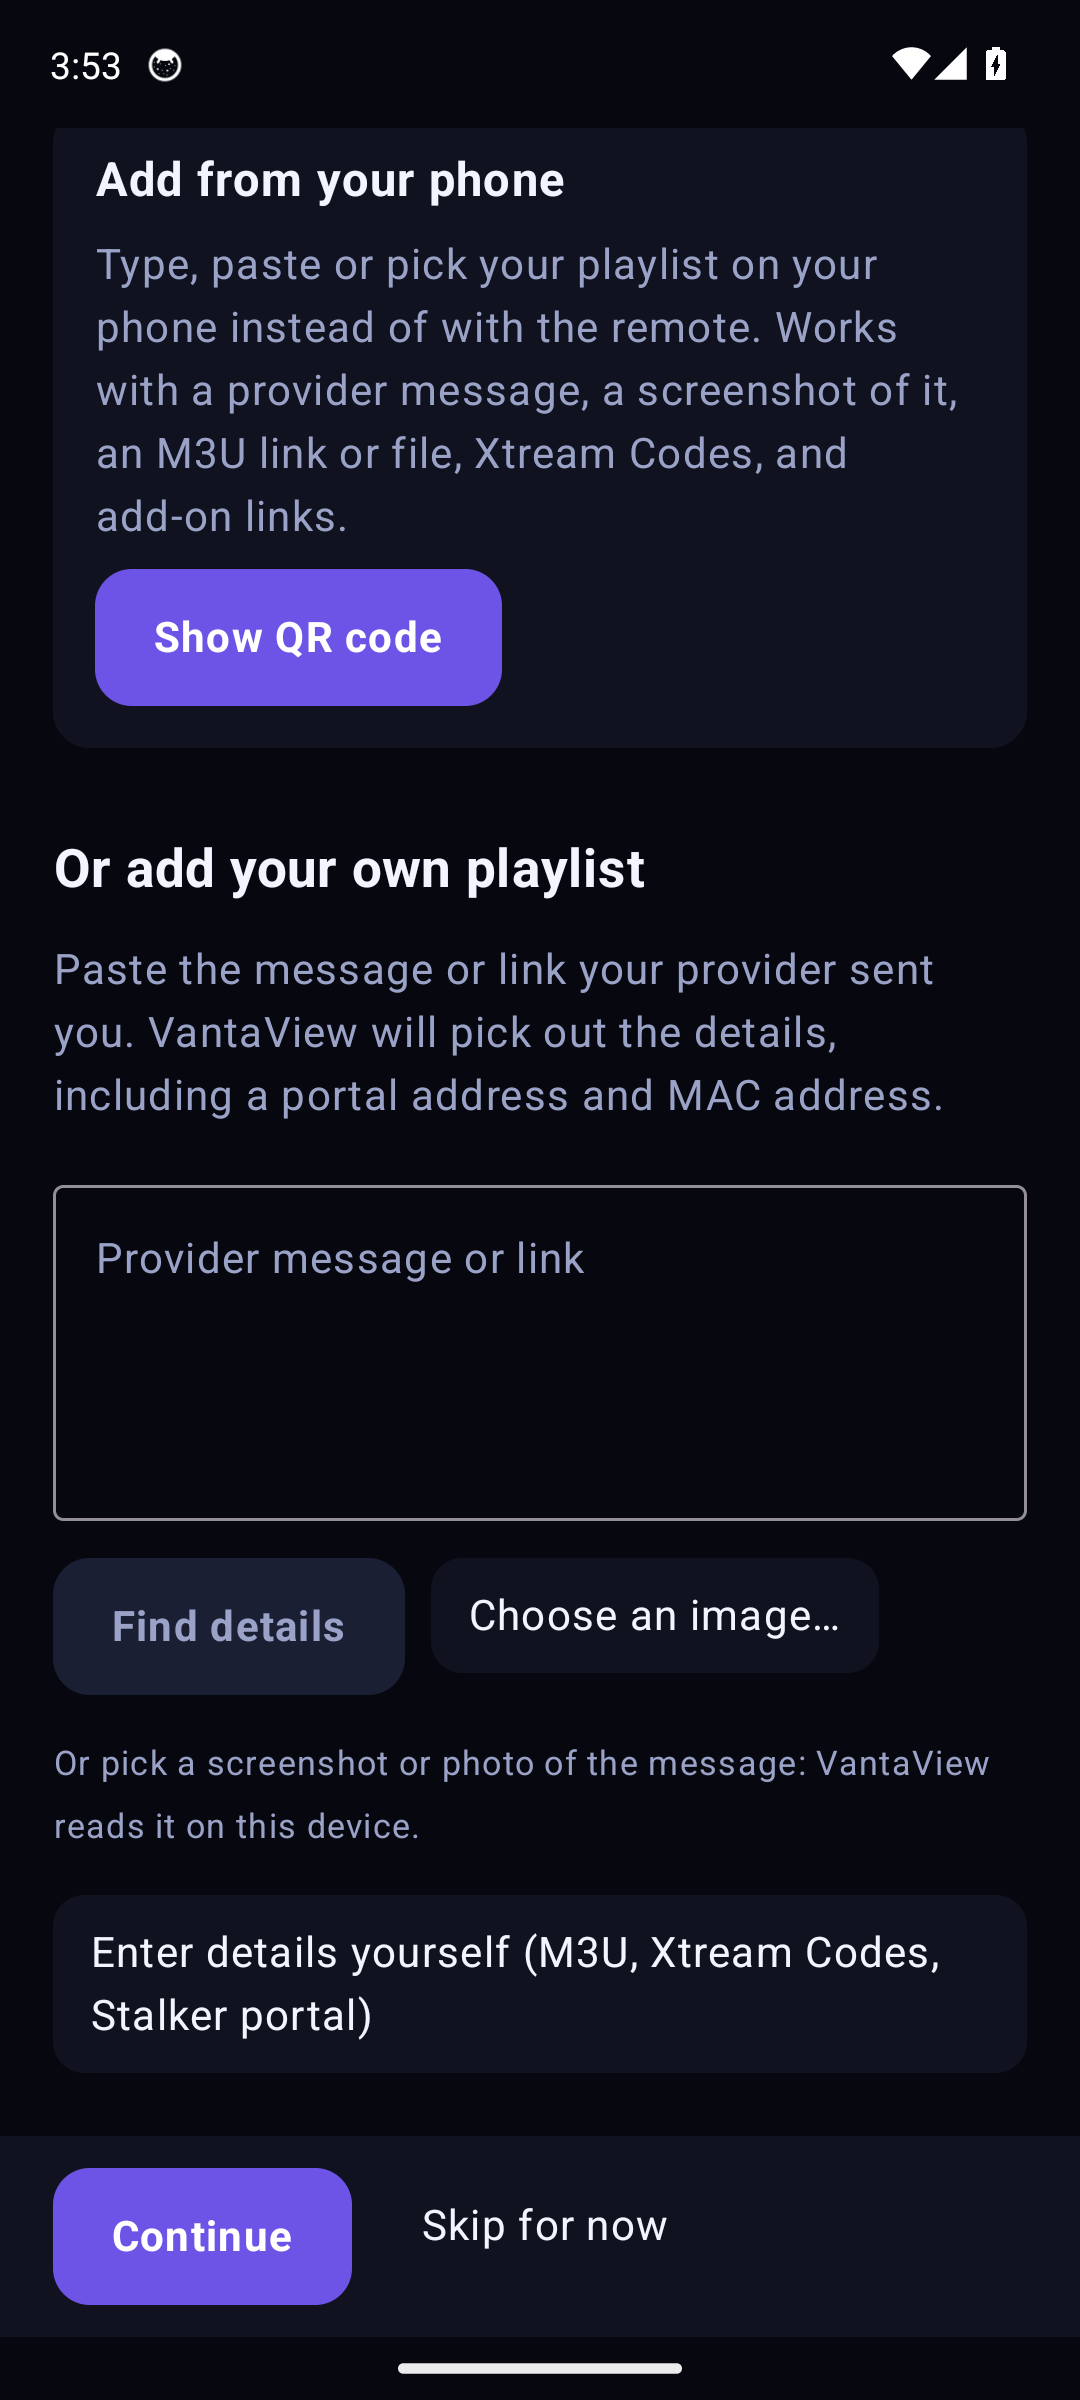 3:53
Add from your phone
Type, paste or pick your playlist on your
phone instead of with the remote. Works
with a provider message, a screenshot of it,
an M3U link or file, Xtream Codes, and
add-on links.
Show QR code
Or add your own playlist
Paste the message or link your provider sent
you. VantaView will pick out the details,
including a portal address and MAC address.
Provider message or link
Find details
Choose an image…
Or pick a screenshot or photo of the message: VantaView
reads it on this device.
Enter details yourself (M3U, Xtream Codes,
Stalker portal)
Continue
Skip for now